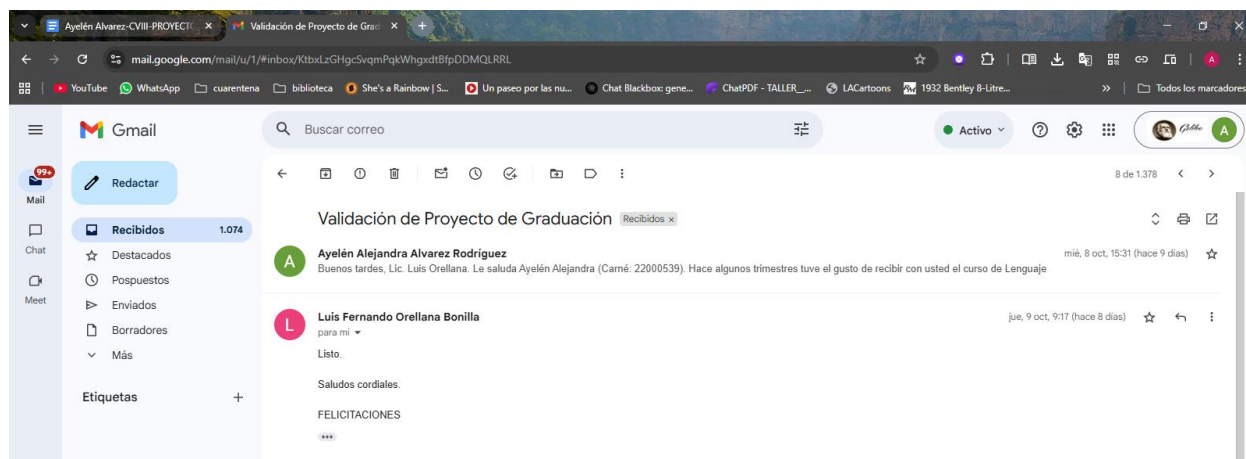 Ayelén Alvarez-CVIII-PROYECTO
Validación de Proyecto de Grad
mail.google.com/mail/u/1/#inbox/KtbxLzGHgcSvqmPqkWhgxdtBfpDDMQLRRL
YouTube
WhatsApp
cuarentena
biblioteca
She's a Rainbow | S...
Un paseo por las nu...
Chat Blackbox: gene...
ChatPDF - TALLER_...
LACartoons
1932 Bentley 8-Litre...
Todos los marcadores
Gmail
Buscar correo
Activo
Galileo
A
99+
Mail
Redactar
8 de 1.378
Chat
Meet
Recibidos 1.074
Destacados
Pospuestos
Enviados
Borradores
Más
Etiquetas
Validación de Proyecto de Graduación Recibidos x
A
Ayelén Alejandra Alvarez Rodríguez
mié, 8 oct, 15:31 (hace 9 días)
Buenos tardes, Lic. Luis Orellana. Le saluda Ayelén Alejandra (Carné: 22000539). Hace algunos trimestres tuve el gusto de recibir con usted el curso de Lenguaje
L
Luis Fernando Orellana Bonilla
jue, 9 oct, 9:17 (hace 8 días)
para mí
Listo.
Saludos cordiales.
FELICITACIONES